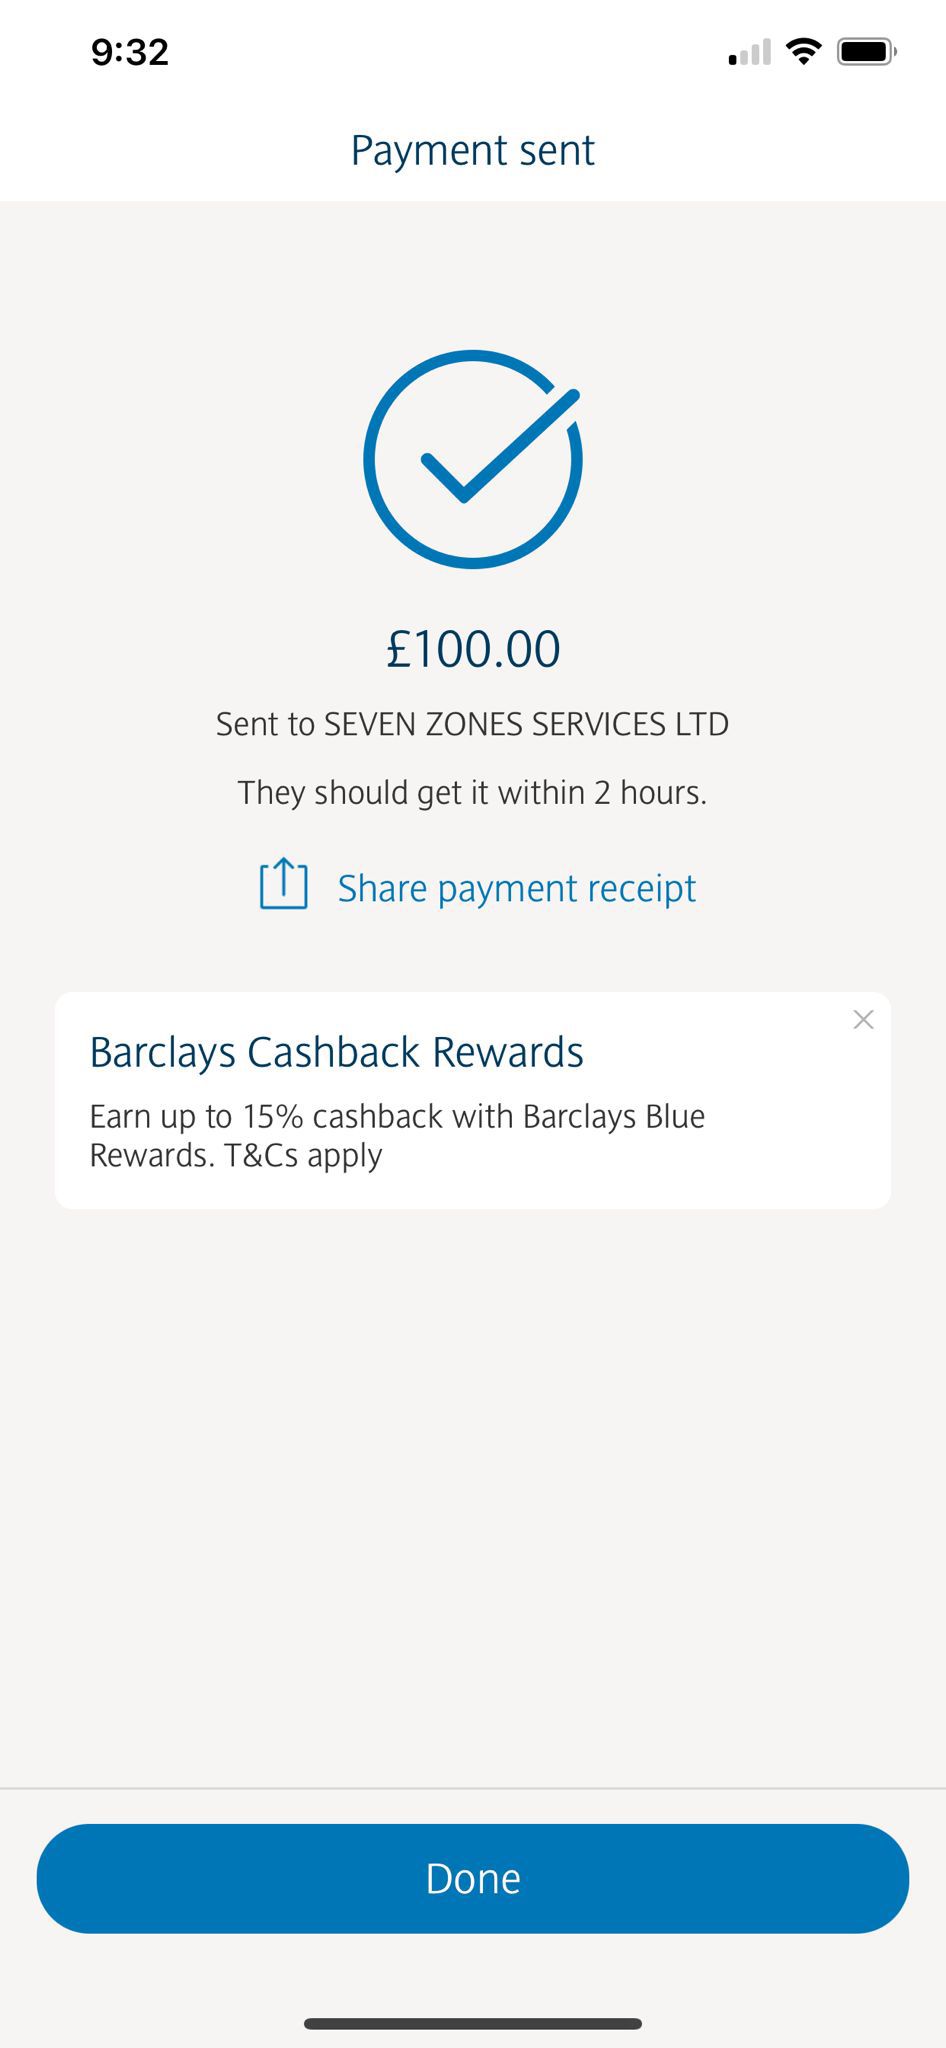 9:32
Payment sent
£100.00
Sent to SEVEN ZONES SERVICES LTD
They should get it within 2 hours.
Share payment receipt
Barclays Cashback Rewards
Earn up to 15% cashback with Barclays Blue
Rewards. T&Cs apply
Done